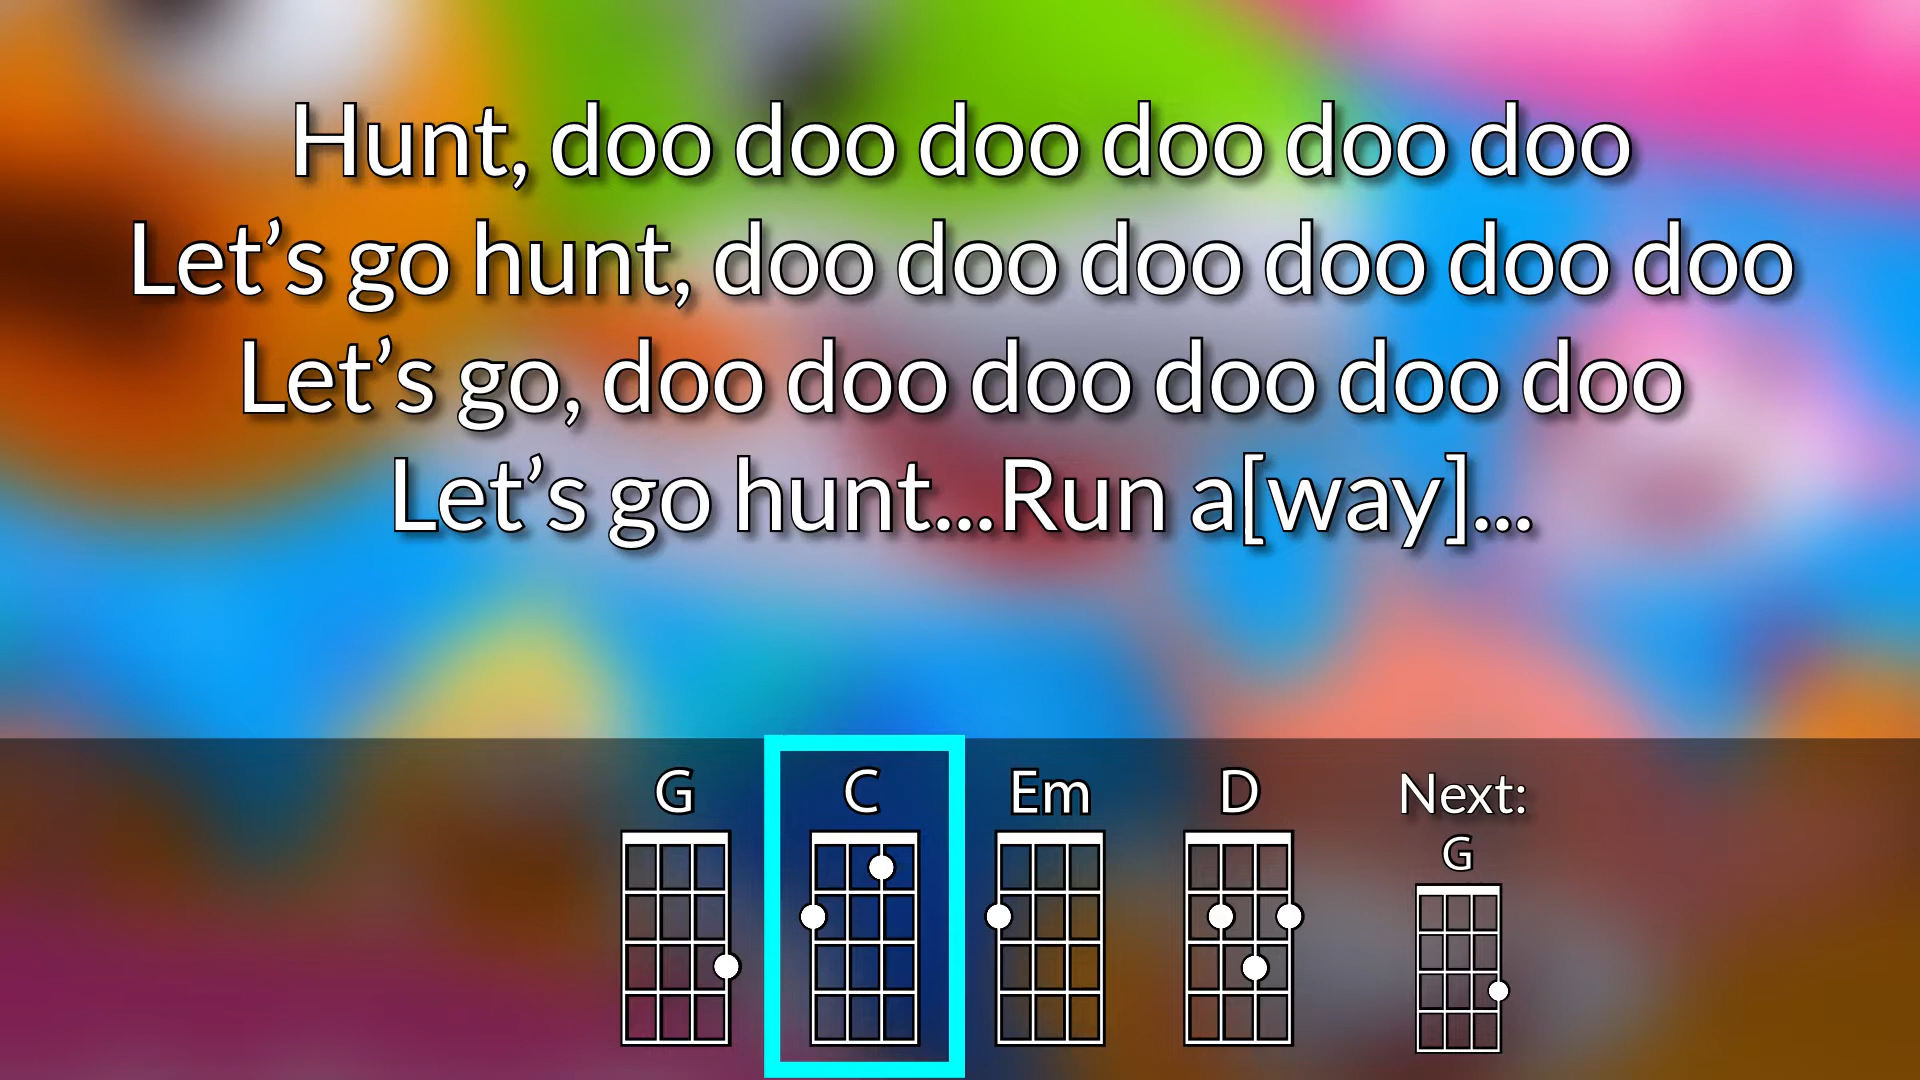 Hunt, doo doo doo doo doo doo
Let’s go hunt, doo doo doo doo doo doo
Let’s go, doo doo doo doo doo doo
Let’s go hunt...Run a[way]...
G C Em D Next:
G